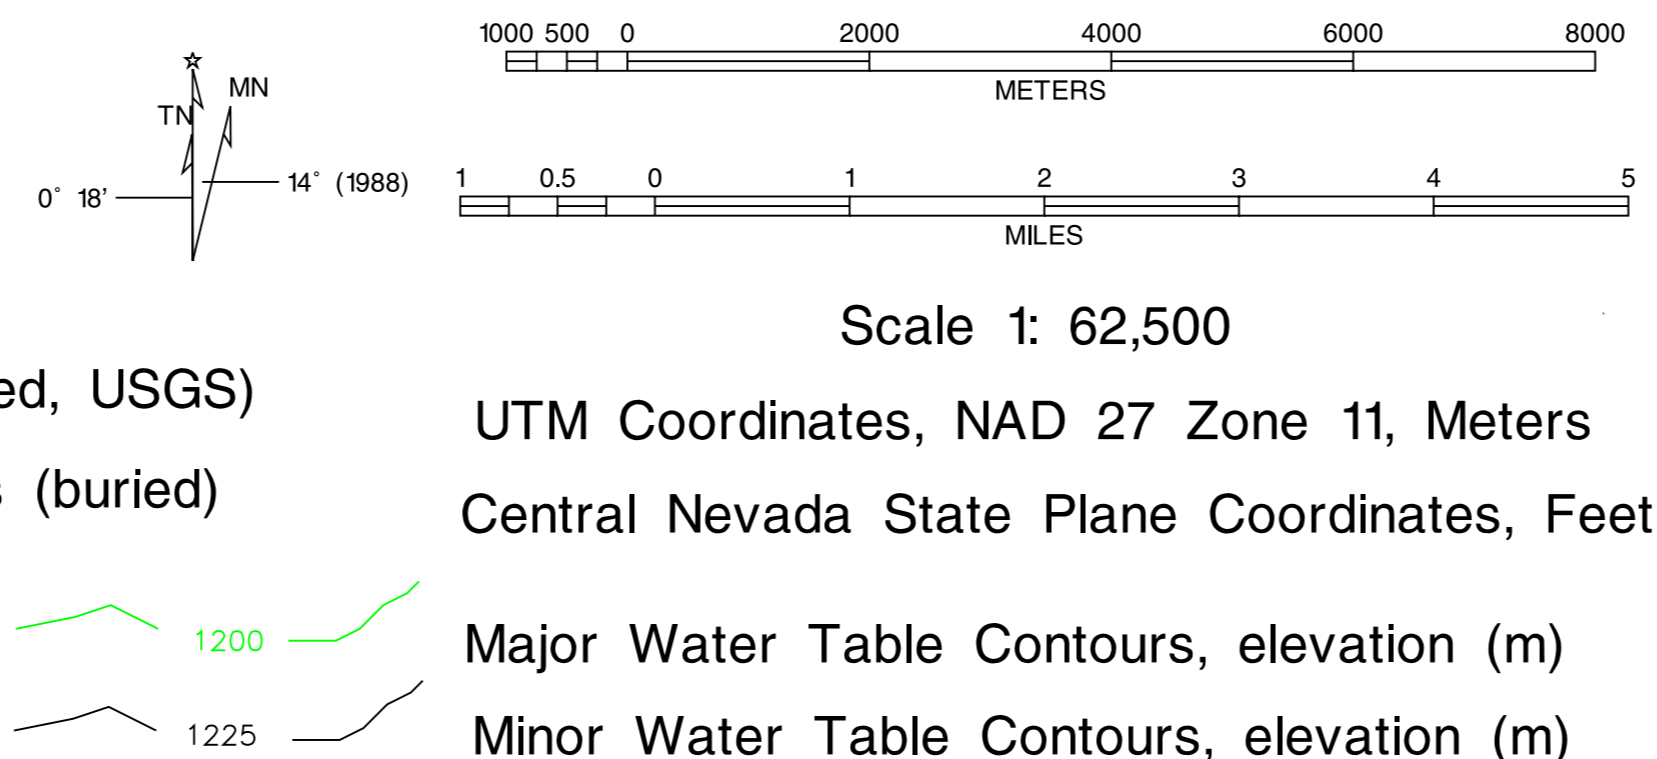 1000 500 0 2000 4000 6000 8000
METERS
MN
TN
14° (1988)
0° 18'
1 0.5 0 1 2 3 4 5
MILES
Scale 1: 62,500
ed, USGS)
UTM Coordinates, NAD 27 Zone 11, Meters
(buried)
Central Nevada State Plane Coordinates, Feet
1200 Major Water Table Contours, elevation (m)
1225 Minor Water Table Contours, elevation (m)